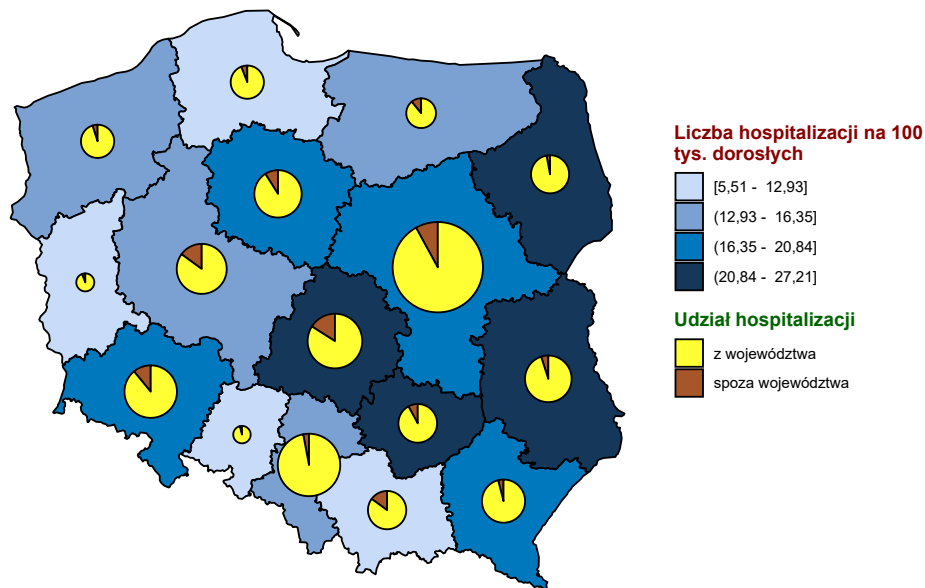 Liczba hospitalizacji na 100
tys. dorosłych
[5,51 - 12,93]
(12,93 - 16,35]
(16,35 - 20,84]
(20,84 - 27,21]
Udział hospitalizacji
z województwa
spoza województwa